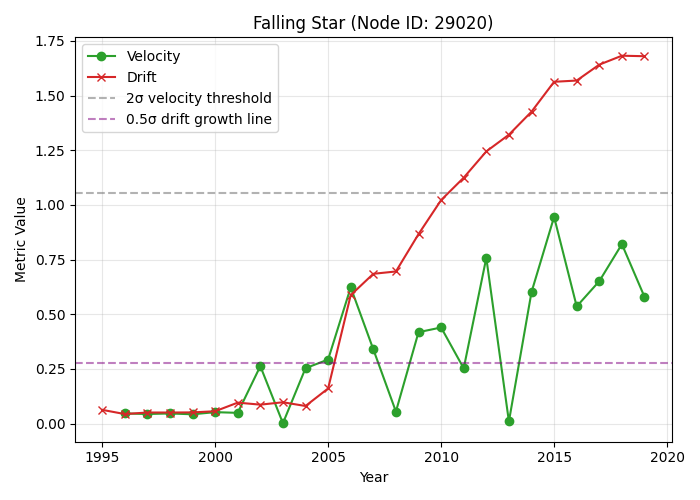 Falling Star (Node ID: 29020)
Velocity
Drift
2σ velocity threshold
0.5σ drift growth line
Metric Value
1.75
1.50
1.25
1.00
0.75
0.50
0.25
0.00
1995 2000 2005 2010 2015 2020
Year